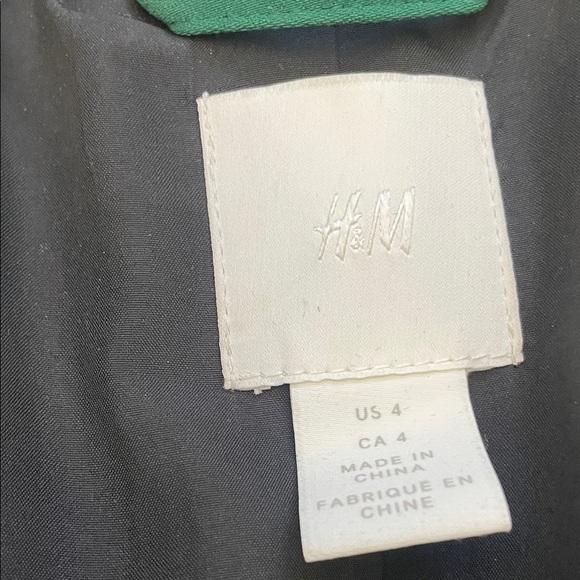 H&M
US 4
CA 4
MADE IN
CHINA
FABRIQUE EN
CHINE